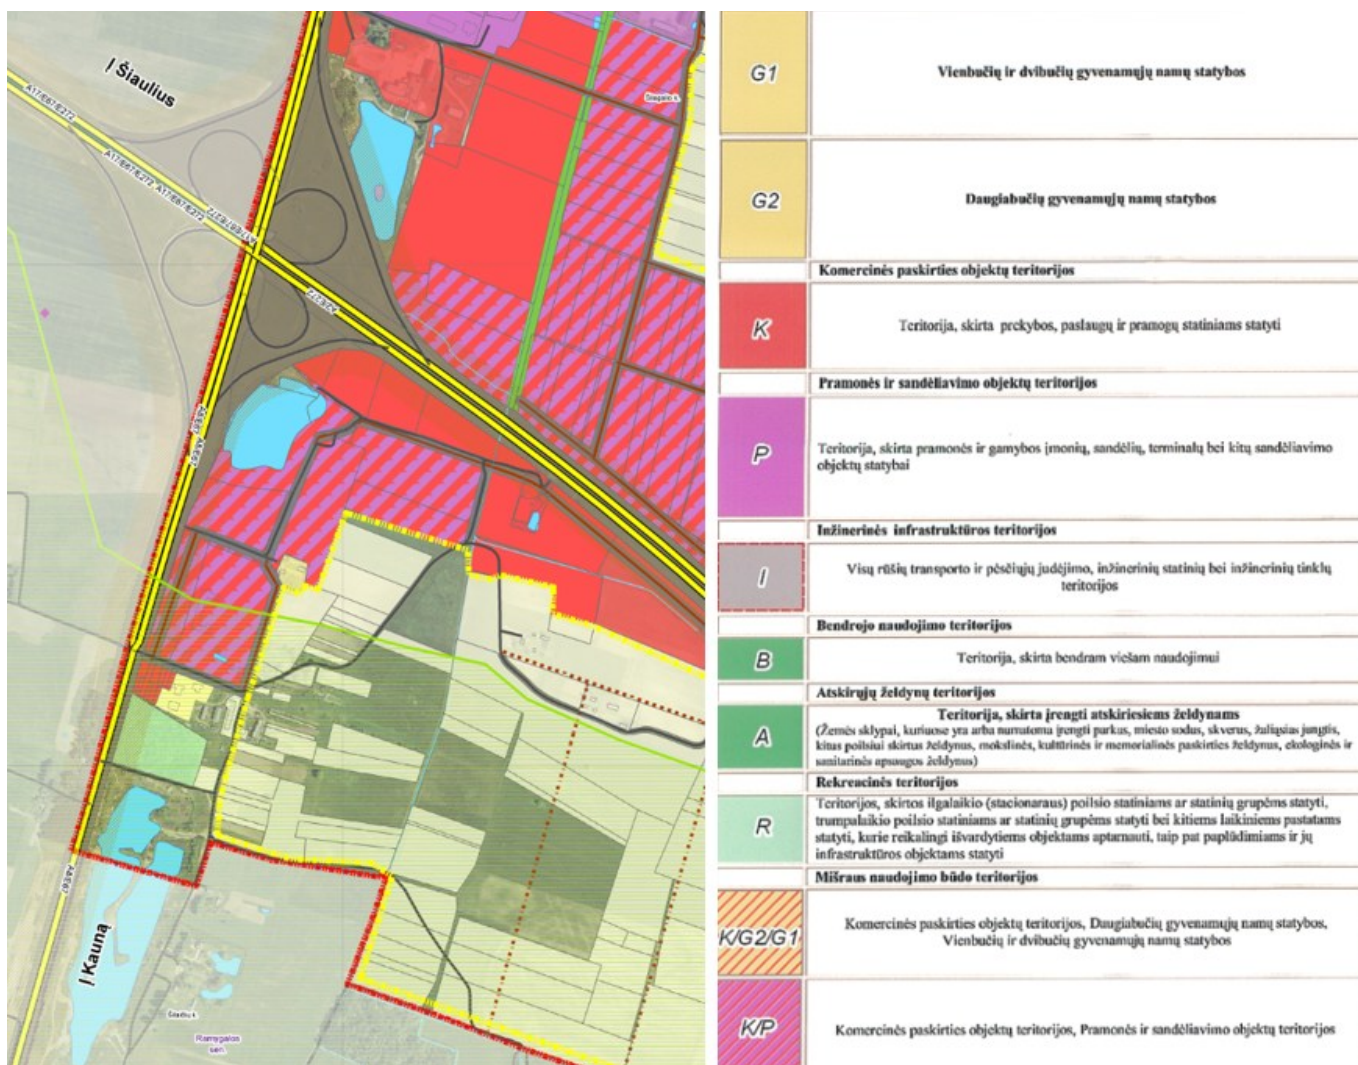 Į Šiaulius
A17/E67/E272
A17/E67/E272
A17/E67/E272
A17/E67/E272
A8/E67
A8/E67
A8/E67
Į Kauną
Ramygalos
sen.
G1
Vienbučių ir dvibučių gyvenamųjų namų statybos
G2
Daugiabučių gyvenamųjų namų statybos
Komercinės paskirties objektų teritorijos
K
Teritorija, skirta prekybos, paslaugų ir pramogų statiniams statyti
Pramonės ir sandėliavimo objektų teritorijos
P
Teritorija, skirta pramonės ir gamybos įmonių, sandėlių, terminalų bei kitų sandėliavimo
objektų statybai
Inžinerinės infrastruktūros teritorijos
I
Visų rūšių transporto ir pėsčiųjų judėjimo, inžinerinių statinių bei inžinerinių tinklų
teritorijos
Bendrojo naudojimo teritorijos
B
Teritorija, skirta bendram viešam naudojimui
Atskirųjų želdynų teritorijos
A
Teritorija, skirta įrengti atskiriesiems želdynams
(Žemės sklypai, kuriuose yra arba numatoma įrengti parkus, miesto sodus, skverus, žaliąsias jungtis,
kitus poilsiui skirtus želdynus, mokslinės, kultūrinės ir memorialinės paskirties želdynus, ekologinės ir
sanitarinės apsaugos želdynus)
Rekreacinės teritorijos
R
Teritorijos, skirtos ilgalaikio (stacionaraus) poilsio statiniams ar statinių grupėms statyti,
trumpalaikio poilsio statiniams ar statinių grupėms statyti bei kitiems laikiniems pastatams
statyti, kurie reikalingi išvardytiems objektams aptarnauti, taip pat paplūdimiams ir jų
infrastruktūros objektams statyti
Mišraus naudojimo būdo teritorijos
K/G2/G1
Komercinės paskirties objektų teritorijos, Daugiabučių gyvenamųjų namų statybos,
Vienbučių ir dvibučių gyvenamųjų namų statybos
K/P
Komercinės paskirties objektų teritorijos, Pramonės ir sandėliavimo objektų teritorijos